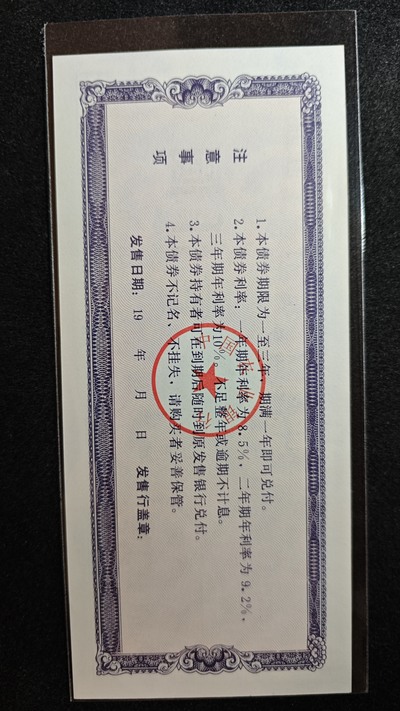 注意事项
1. 本债券期限为一至三年，期满一年即可兑付。
2. 本债券利率：一年期年利率为8.5%，二年期年利率为9.2%，
三年期年利率为10%。不足整年或逾期不计息。
3. 本债券持有者可在到期后随时到原发售银行兑付。
4. 本债券不记名、不挂失，请购买者妥善保管。
发售日期：19 年 月 日 发售行盖章：